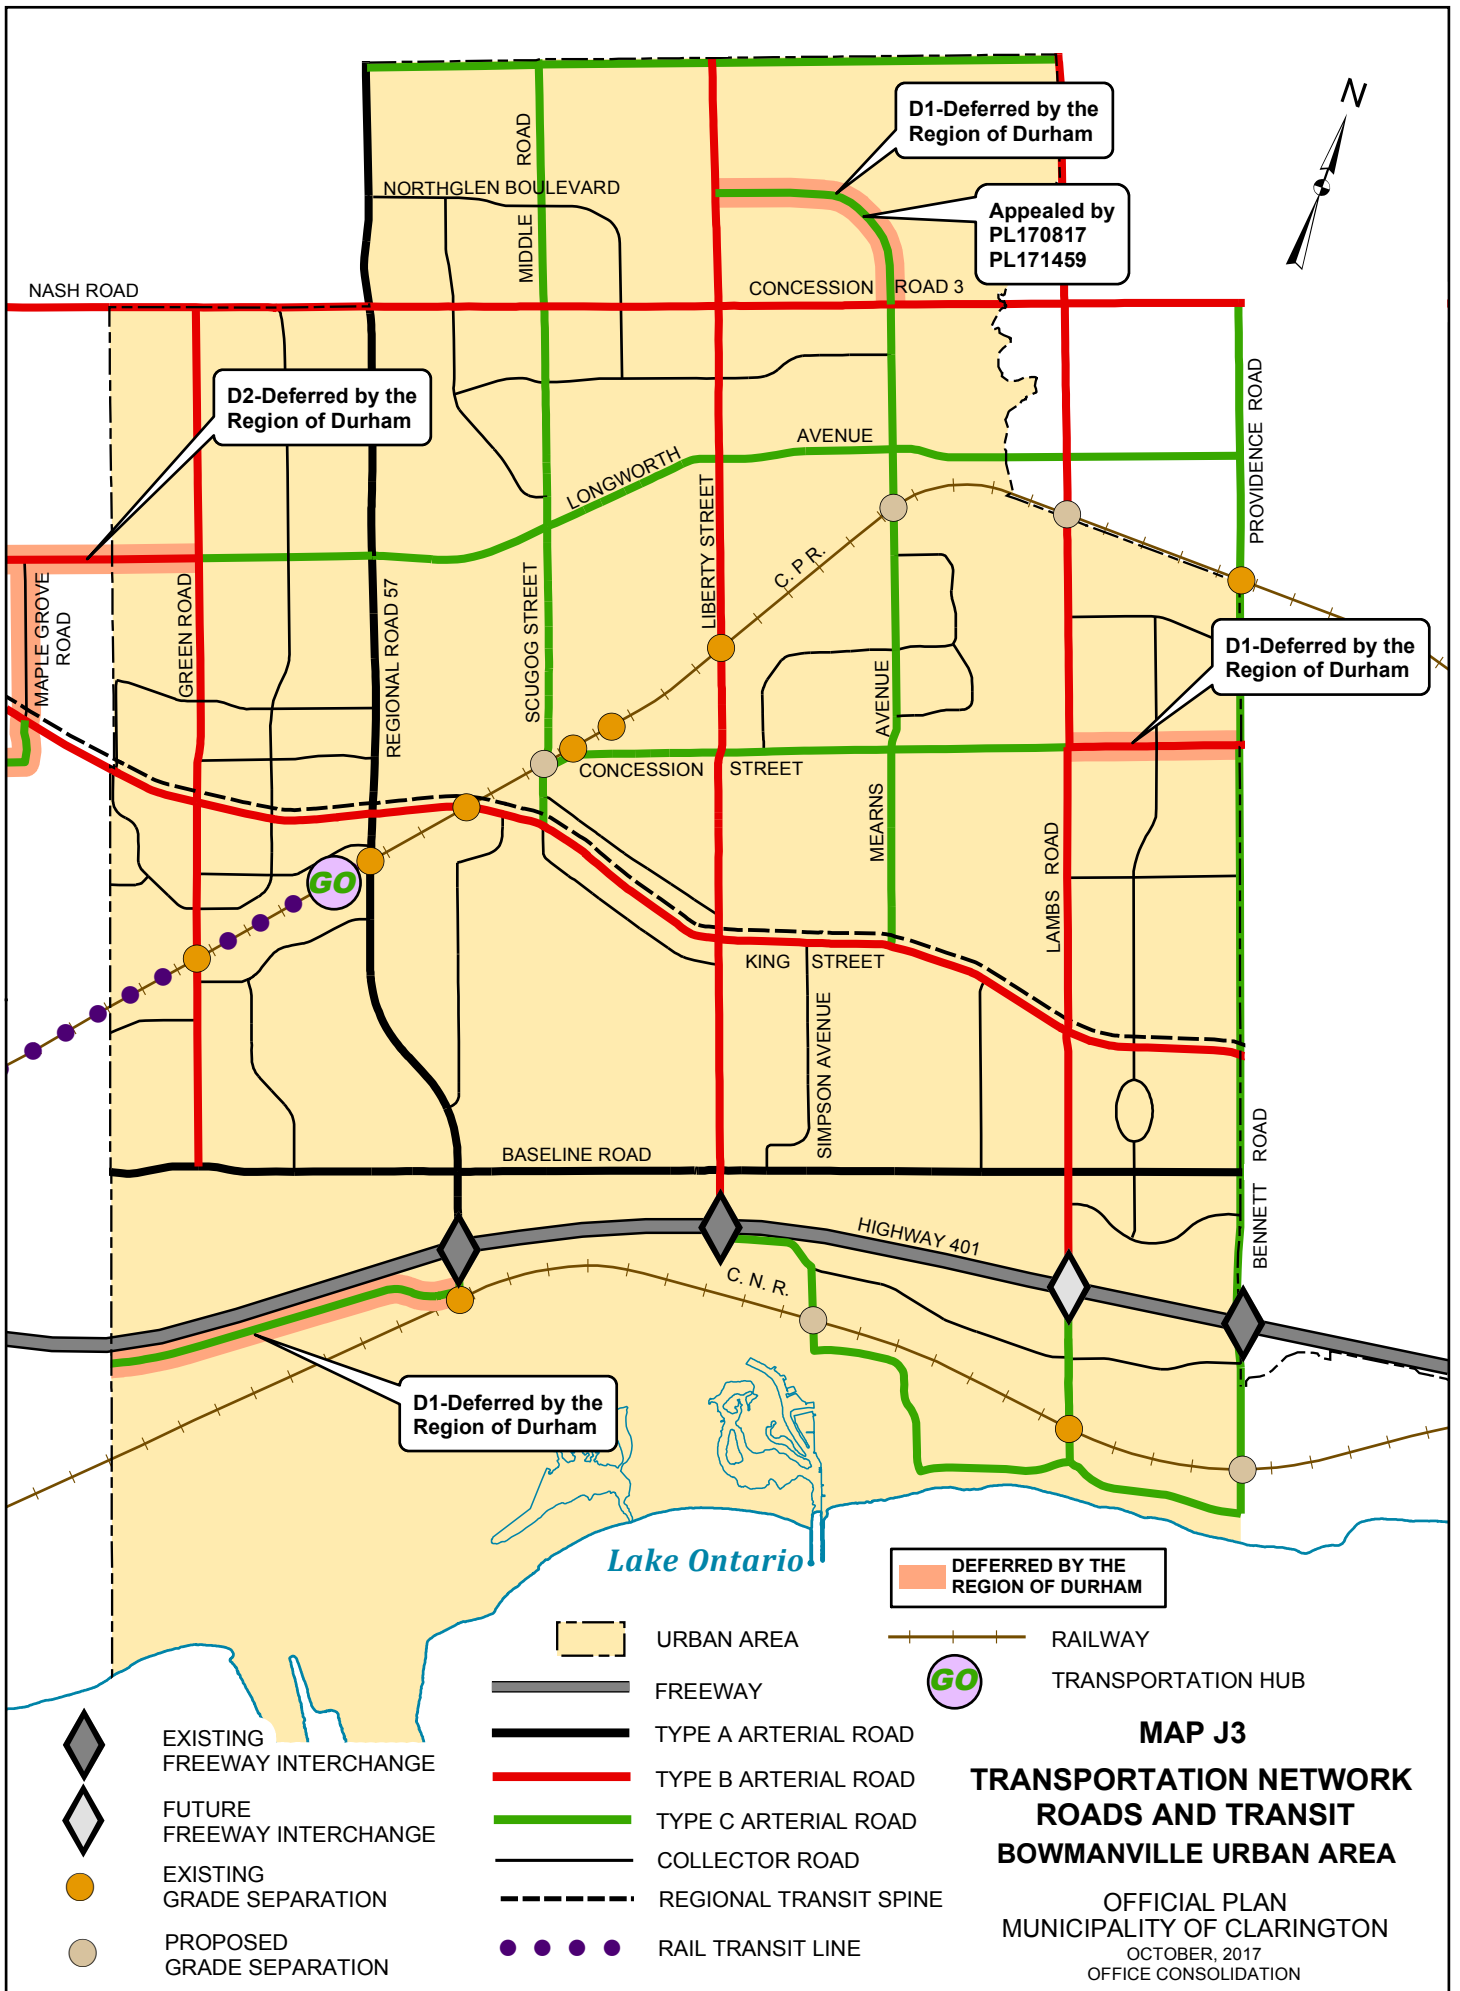 N
D1-Deferred by the
Region of Durham
Appealed by
PL170817
PL171459
NORTHGLEN BOULEVARD
MIDDLE ROAD
NASH ROAD
CONCESSION ROAD 3
D2-Deferred by the
Region of Durham
PROVIDENCE ROAD
LONGWORTH AVENUE
LIBERTY STREET
C. P. R.
MAPLE GROVE
ROAD
GREEN ROAD
REGIONAL ROAD 57
SCUGOG STREET
D1-Deferred by the
Region of Durham
CONCESSION STREET
MEARNS AVENUE
LAMBS ROAD
GO
KING STREET
SIMPSON AVENUE
BASELINE ROAD
BENNETT ROAD
HIGHWAY 401
C. N. R.
D1-Deferred by the
Region of Durham
Lake Ontario
DEFERRED BY THE
REGION OF DURHAM
URBAN AREA
RAILWAY
FREEWAY
GO
TRANSPORTATION HUB
EXISTING
FREEWAY INTERCHANGE
TYPE A ARTERIAL ROAD
TYPE B ARTERIAL ROAD
FUTURE
FREEWAY INTERCHANGE
TYPE C ARTERIAL ROAD
COLLECTOR ROAD
EXISTING
GRADE SEPARATION
REGIONAL TRANSIT SPINE
PROPOSED
GRADE SEPARATION
RAIL TRANSIT LINE
MAP J3
TRANSPORTATION NETWORK
ROADS AND TRANSIT
BOWMANVILLE URBAN AREA
OFFICIAL PLAN
MUNICIPALITY OF CLARINGTON
OCTOBER, 2017
OFFICE CONSOLIDATION